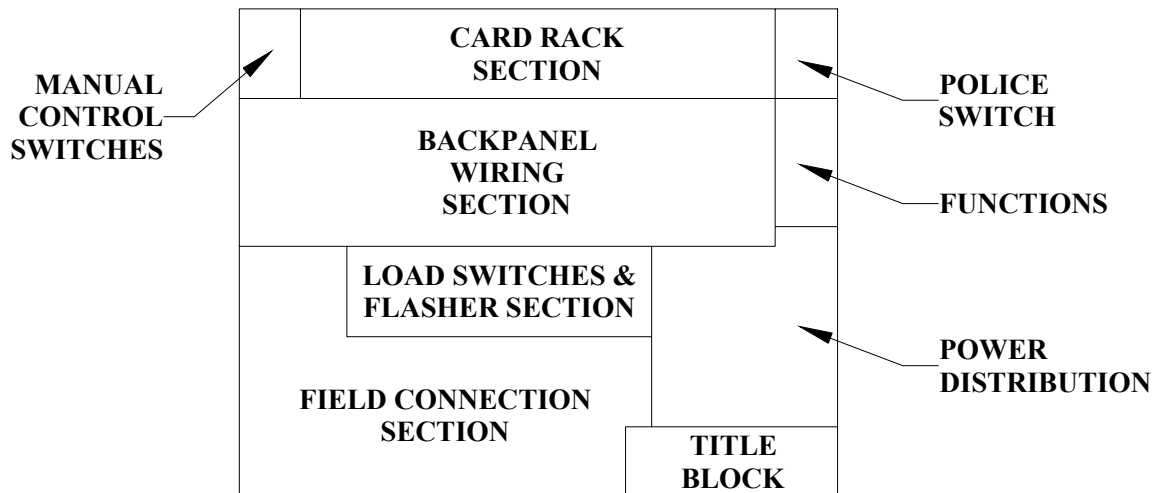 CARD RACK
SECTION
MANUAL
CONTROL
SWITCHES
POLICE
SWITCH
BACKPANEL
WIRING
SECTION
FUNCTIONS
LOAD SWITCHES &
FLASHER SECTION
POWER
DISTRIBUTION
FIELD CONNECTION
SECTION
TITLE
BLOCK